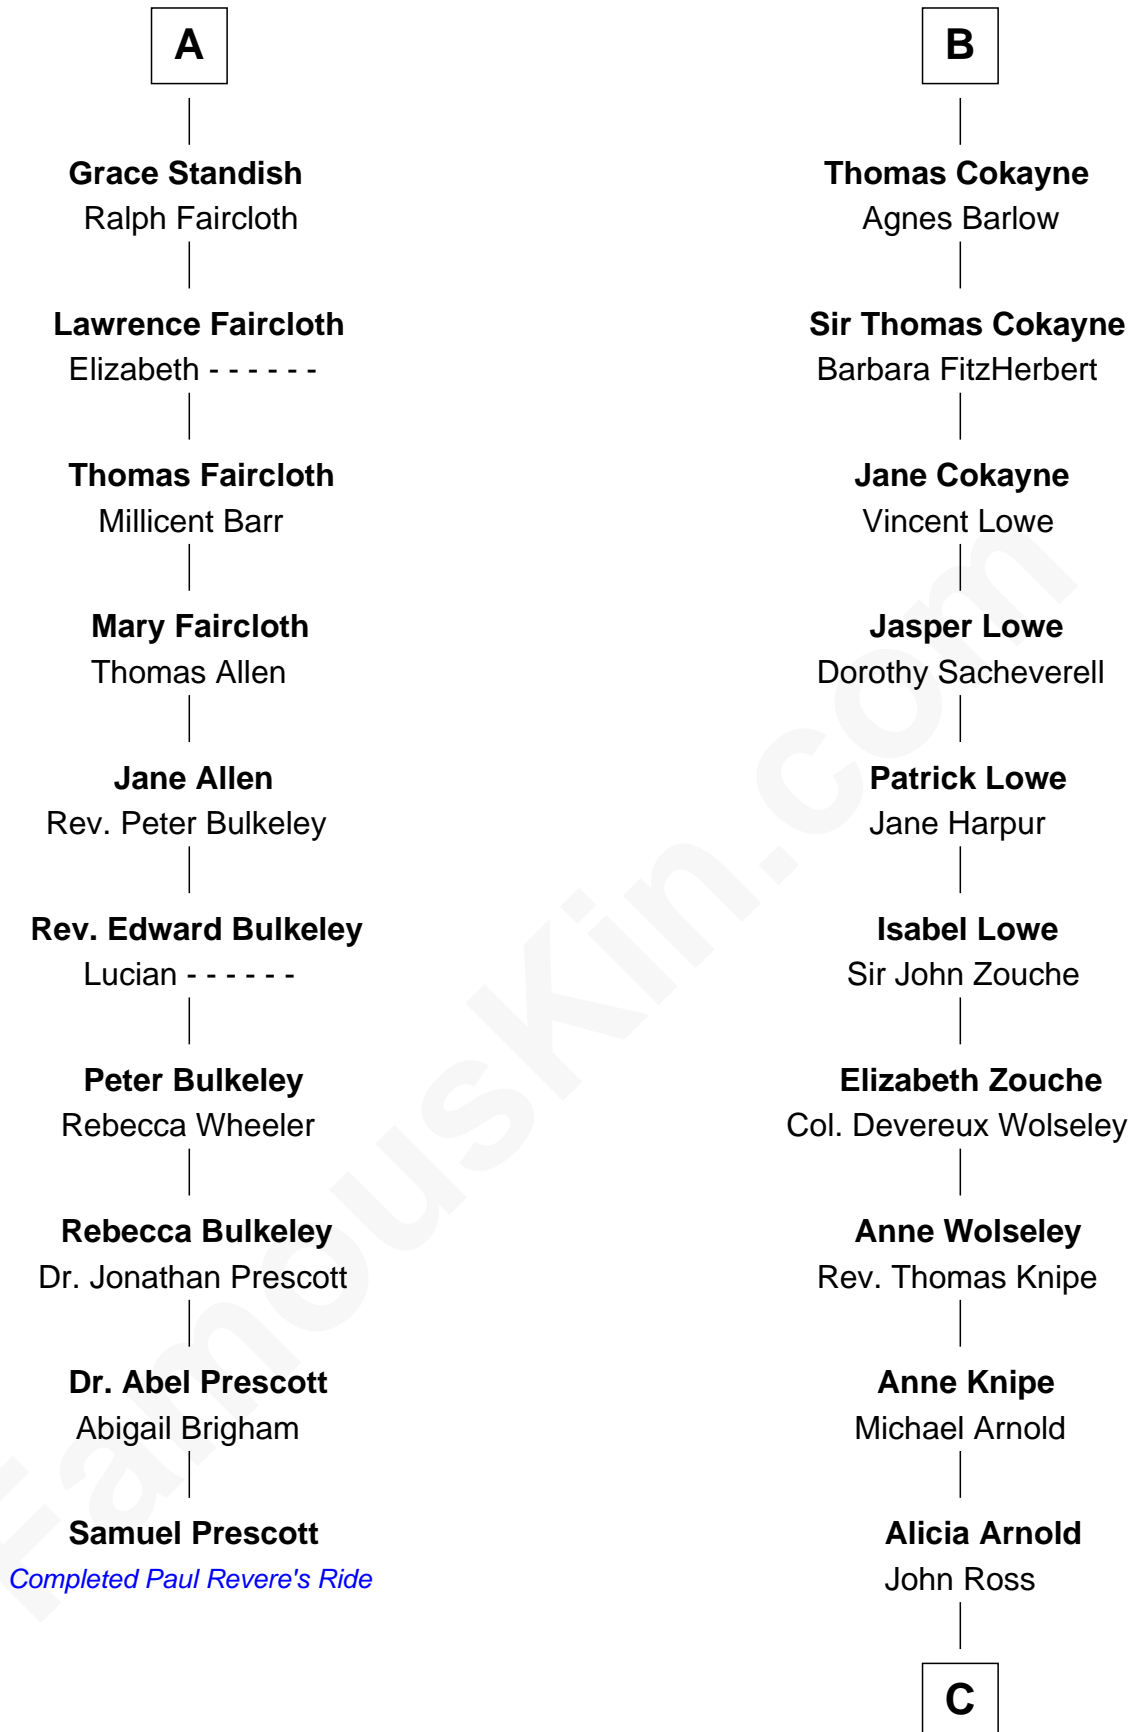 A
Grace Standish
Ralph Faircloth
Lawrence Faircloth
Elizabeth - - - - - -
Thomas Faircloth
Millicent Barr
Mary Faircloth
Thomas Allen
Jane Allen
Rev. Peter Bulkeley
Rev. Edward Bulkeley
Lucian - - - - - -
Peter Bulkeley
Rebecca Wheeler
Rebecca Bulkeley
Dr. Jonathan Prescott
Dr. Abel Prescott
Abigail Brigham
Samuel Prescott
Completed Paul Revere's Ride
B
Thomas Cokayne
Agnes Barlow
Sir Thomas Cokayne
Barbara FitzHerbert
Jane Cokayne
Vincent Lowe
Jasper Lowe
Dorothy Sacheverell
Patrick Lowe
Jane Harpur
Isabel Lowe
Sir John Zouche
Elizabeth Zouche
Col. Devereux Wolseley
Anne Wolseley
Rev. Thomas Knipe
Anne Knipe
Michael Arnold
Alicia Arnold
John Ross
C
FamousKin.com